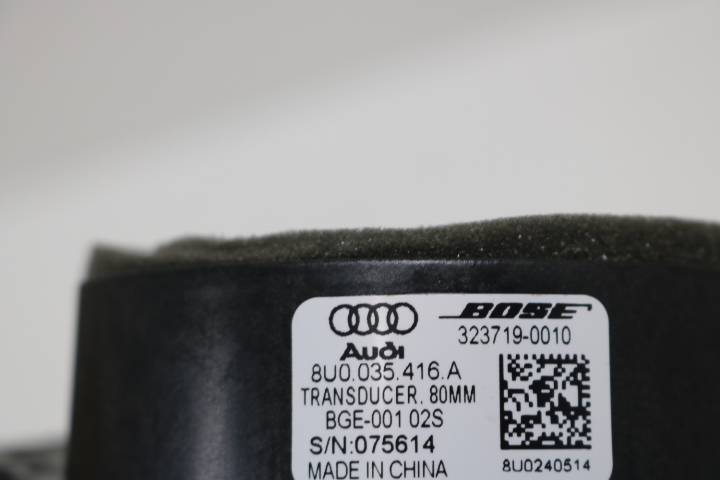 Audi
BOSE
323719-0010
8U0.035.416.A
TRANSDUCER. 80MM
BGE-001 02S
S/N:075614
MADE IN CHINA
8U0240514